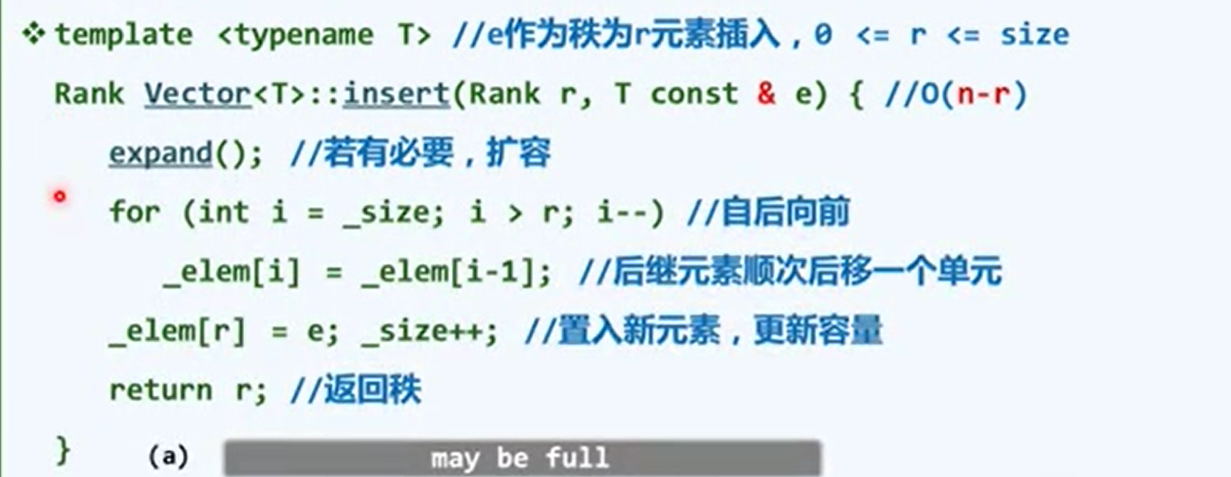 ❖ template <typename T> //e作为秩为r元素插入，0 <= r <= size
Rank Vector<T>::insert(Rank r, T const & e) { //O(n-r)
expand(); //若有必要，扩容
for (int i = _size; i > r; i--) //自后向前
_elem[i] = _elem[i-1]; //后继元素顺次后移一个单元
_elem[r] = e; _size++; //置入新元素，更新容量
return r; //返回秩
} (a) may be full